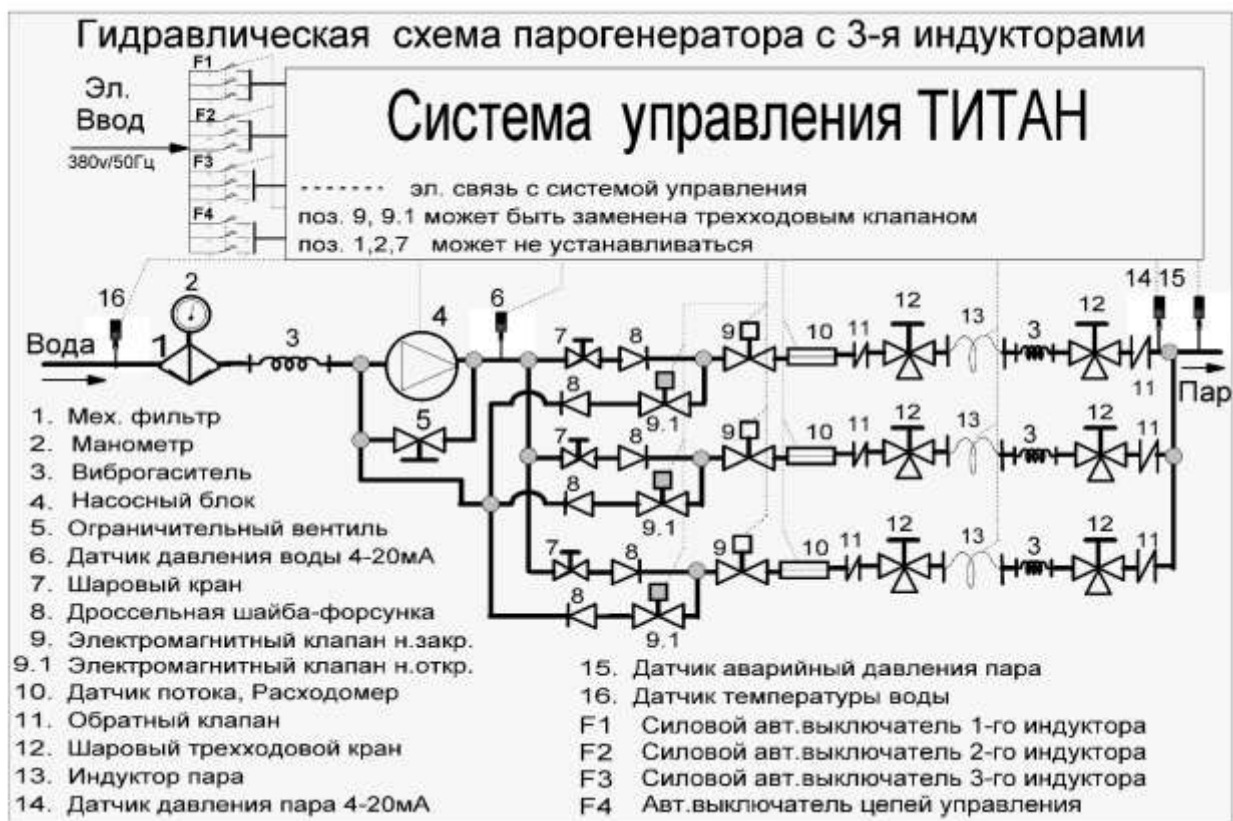 Гидравлическая схема парогенератора с 3-я индукторами
F1
Эл.
Ввод
380v/50Гц
F2
F3
F4
Система управления ТИТАН
эл. связь с системой управления
поз. 9, 9.1 может быть заменена трехходовым клапаном
поз. 1,2,7 может не устанавливаться
16 2 4 6 12 13 12 14 15
Вода 1 3 7 8 9 10 11 3 11 Пар
8 9.1
5
7 8 9 10 11 12 13 3 12 11
8 9.1
7 8 9 10 11 12 13 3 12 11
8 9.1
1. Мех. фильтр
2. Манометр
3. Виброгаситель
4. Насосный блок
5. Ограничительный вентиль
6. Датчик давления воды 4-20мА
7. Шаровый кран
8. Дроссельная шайба-форсунка
9. Электромагнитный клапан н.закр.
9.1 Электромагнитный клапан н.откр.
10. Датчик потока, Расходомер
11. Обратный клапан
12. Шаровый трехходовой кран
13. Индуктор пара
14. Датчик давления пара 4-20мА
15. Датчик аварийный давления пара
16. Датчик температуры воды
F1 Силовой авт.выключатель 1-го индуктора
F2 Силовой авт.выключатель 2-го индуктора
F3 Силовой авт.выключатель 3-го индуктора
F4 Авт.выключатель цепей управления